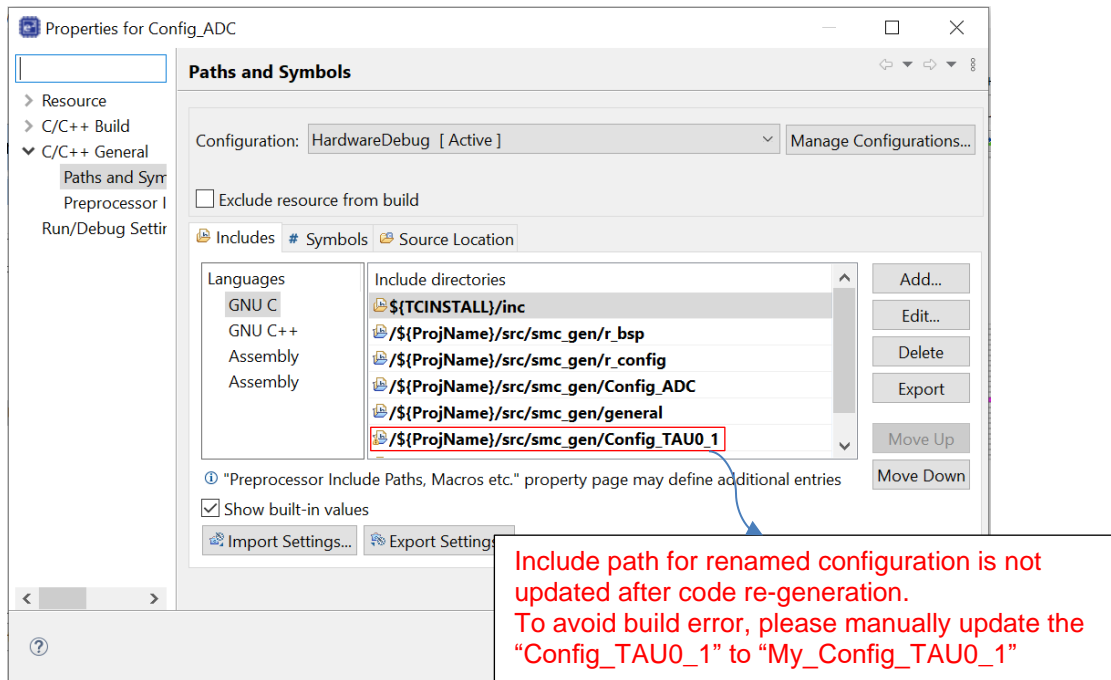 Properties for Config_ADC
Paths and Symbols
Resource
C/C++ Build
C/C++ General
Paths and Sym
Preprocessor I
Run/Debug Settin
Configuration: HardwareDebug [ Active ]
Manage Configurations...
Exclude resource from build
Includes # Symbols Source Location
Languages
GNU C
GNU C++
Assembly
Assembly
Include directories
${TCINSTALL}/inc
/${ProjName}/src/smc_gen/r_bsp
/${ProjName}/src/smc_gen/r_config
/${ProjName}/src/smc_gen/Config_ADC
/${ProjName}/src/smc_gen/general
/${ProjName}/src/smc_gen/Config_TAU0_1
Add...
Edit...
Delete
Export
Move Up
Move Down
"Preprocessor Include Paths, Macros etc." property page may define additional entries
Show built-in values
Import Settings...
Export Settings
Include path for renamed configuration is not
updated after code re-generation.
To avoid build error, please manually update the
“Config_TAU0_1” to “My_Config_TAU0_1”